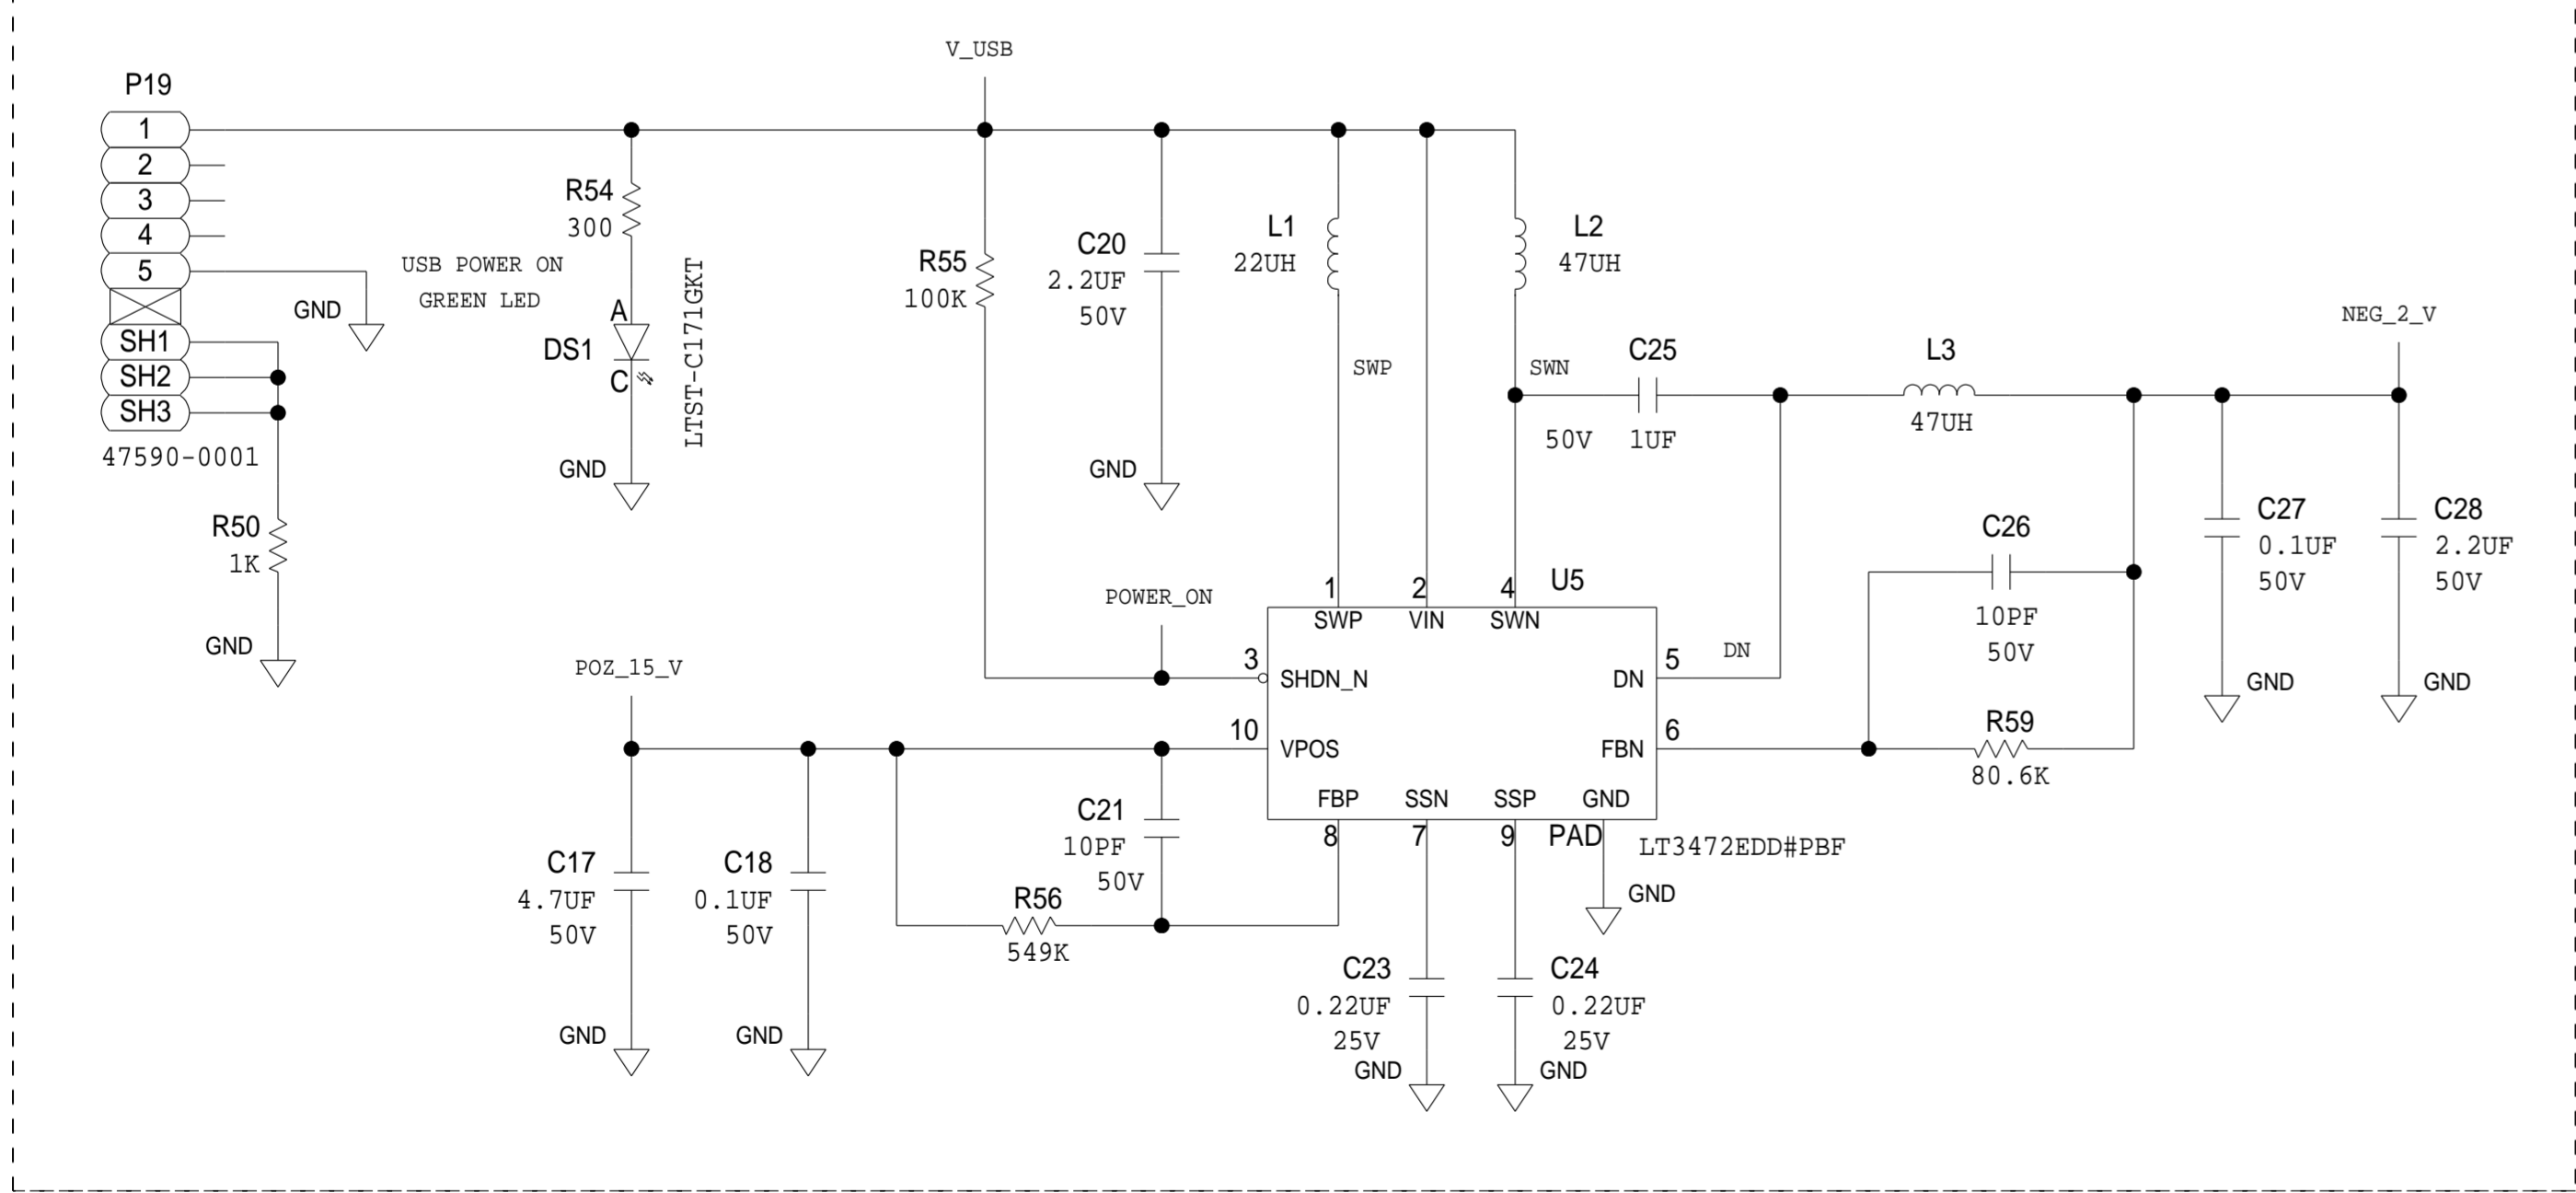 V_USB
P19
1
2
3
4
5
SH1
SH2
SH3
47590-0001
GND
R50
1K
GND
USB POWER ON
GREEN LED
R54
300
A
DS1
C
LTST-C171GKT
GND
R55
100K
C20
2.2UF
50V
GND
L1
22UH
SWP
L2
47UH
SWN
C25
50V 1UF
L3
47UH
NEG_2_V
C26
10PF
50V
C27
0.1UF
50V
GND
C28
2.2UF
50V
GND
R59
80.6K
POWER_ON
POZ_15_V
1 2 4 U5
SWP VIN SWN
3 SHDN_N
10 VPOS
DN 5 DN
FBN 6
FBP SSN SSP GND
8 7 9 PAD
LT3472EDD#PBF
GND
C17
4.7UF
50V
GND
C18
0.1UF
50V
GND
C21
10PF
50V
R56
549K
C23
0.22UF
25V
GND
C24
0.22UF
25V
GND